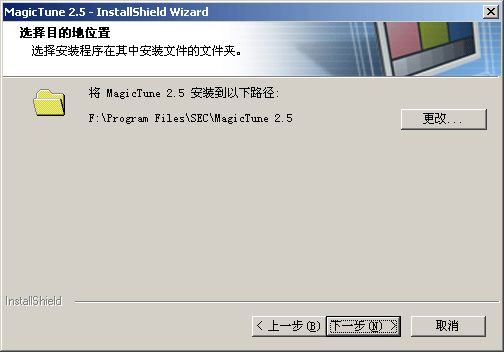 MagicTune 2.5 - InstallShield Wizard
选择目的地位置
选择安装程序在其中安装文件的文件夹。
将 MagicTune 2.5 安装到以下路径:
F:\Program Files\SEC\MagicTune 2.5
更改...
InstallShield
< 上一步(B) 下一步(N) > 取消